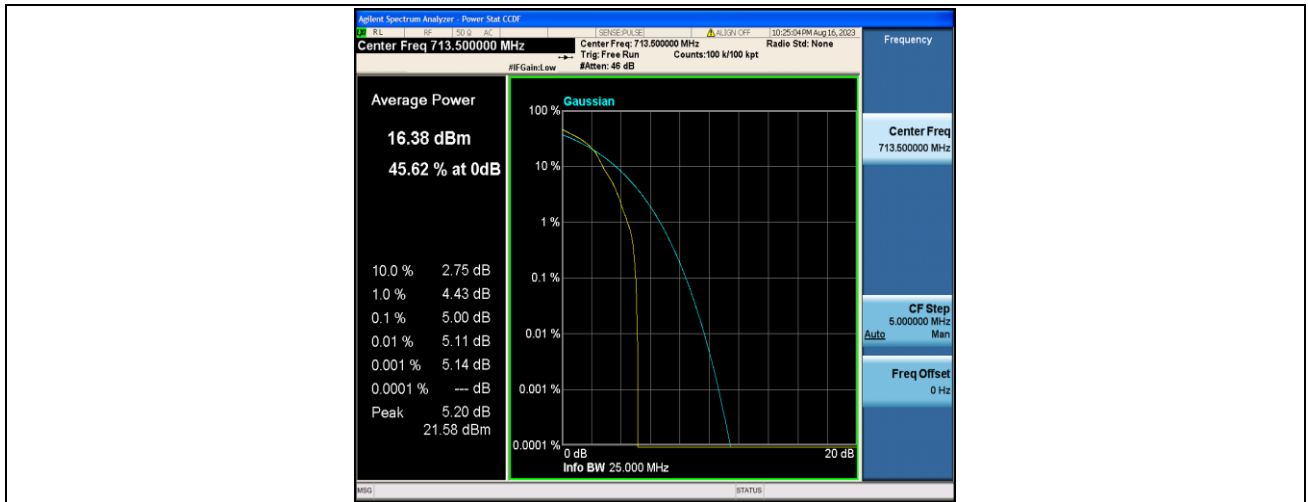 Agilent Spectrum Analyzer - Power Stat CCDF
RL RF 50 Ω AC SENSE:PULSE ALIGN OFF 10:25:04 PM Aug 16, 2023
Center Freq 713.500000 MHz
Center Freq: 713.500000 MHz Radio Std: None
Trig: Free Run Counts:100 k/100 kpt
#IFGain:Low #Atten: 46 dB
Average Power
16.38 dBm
45.62 % at 0dB
10.0 % 2.75 dB
1.0 % 4.43 dB
0.1 % 5.00 dB
0.01 % 5.11 dB
0.001 % 5.14 dB
0.0001 % --- dB
Peak 5.20 dB
21.58 dBm
Gaussian
100 %
10 %
1 %
0.1 %
0.01 %
0.001 %
0.0001 %
0 dB 20 dB
Info BW 25.000 MHz
Frequency
Center Freq
713.500000 MHz
CF Step
5.000000 MHz
Auto Man
Freq Offset
0 Hz
MSG STATUS